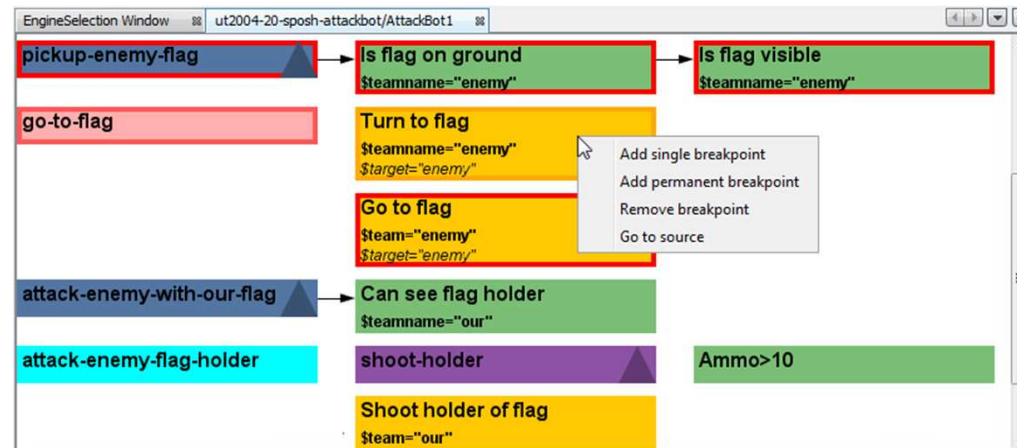 EngineSelection Window
ut2004-20-sposh-attackbot/AttackBot1
pickup-enemy-flag
Is flag on ground
$teamname="enemy"
Is flag visible
$teamname="enemy"
go-to-flag
Turn to flag
$teamname="enemy"
$target="enemy"
Add single breakpoint
Add permanent breakpoint
Remove breakpoint
Go to source
Go to flag
$team="enemy"
$target="enemy"
attack-enemy-with-our-flag
Can see flag holder
$teamname="our"
attack-enemy-flag-holder
shoot-holder
Ammo>10
Shoot holder of flag
$team="our"